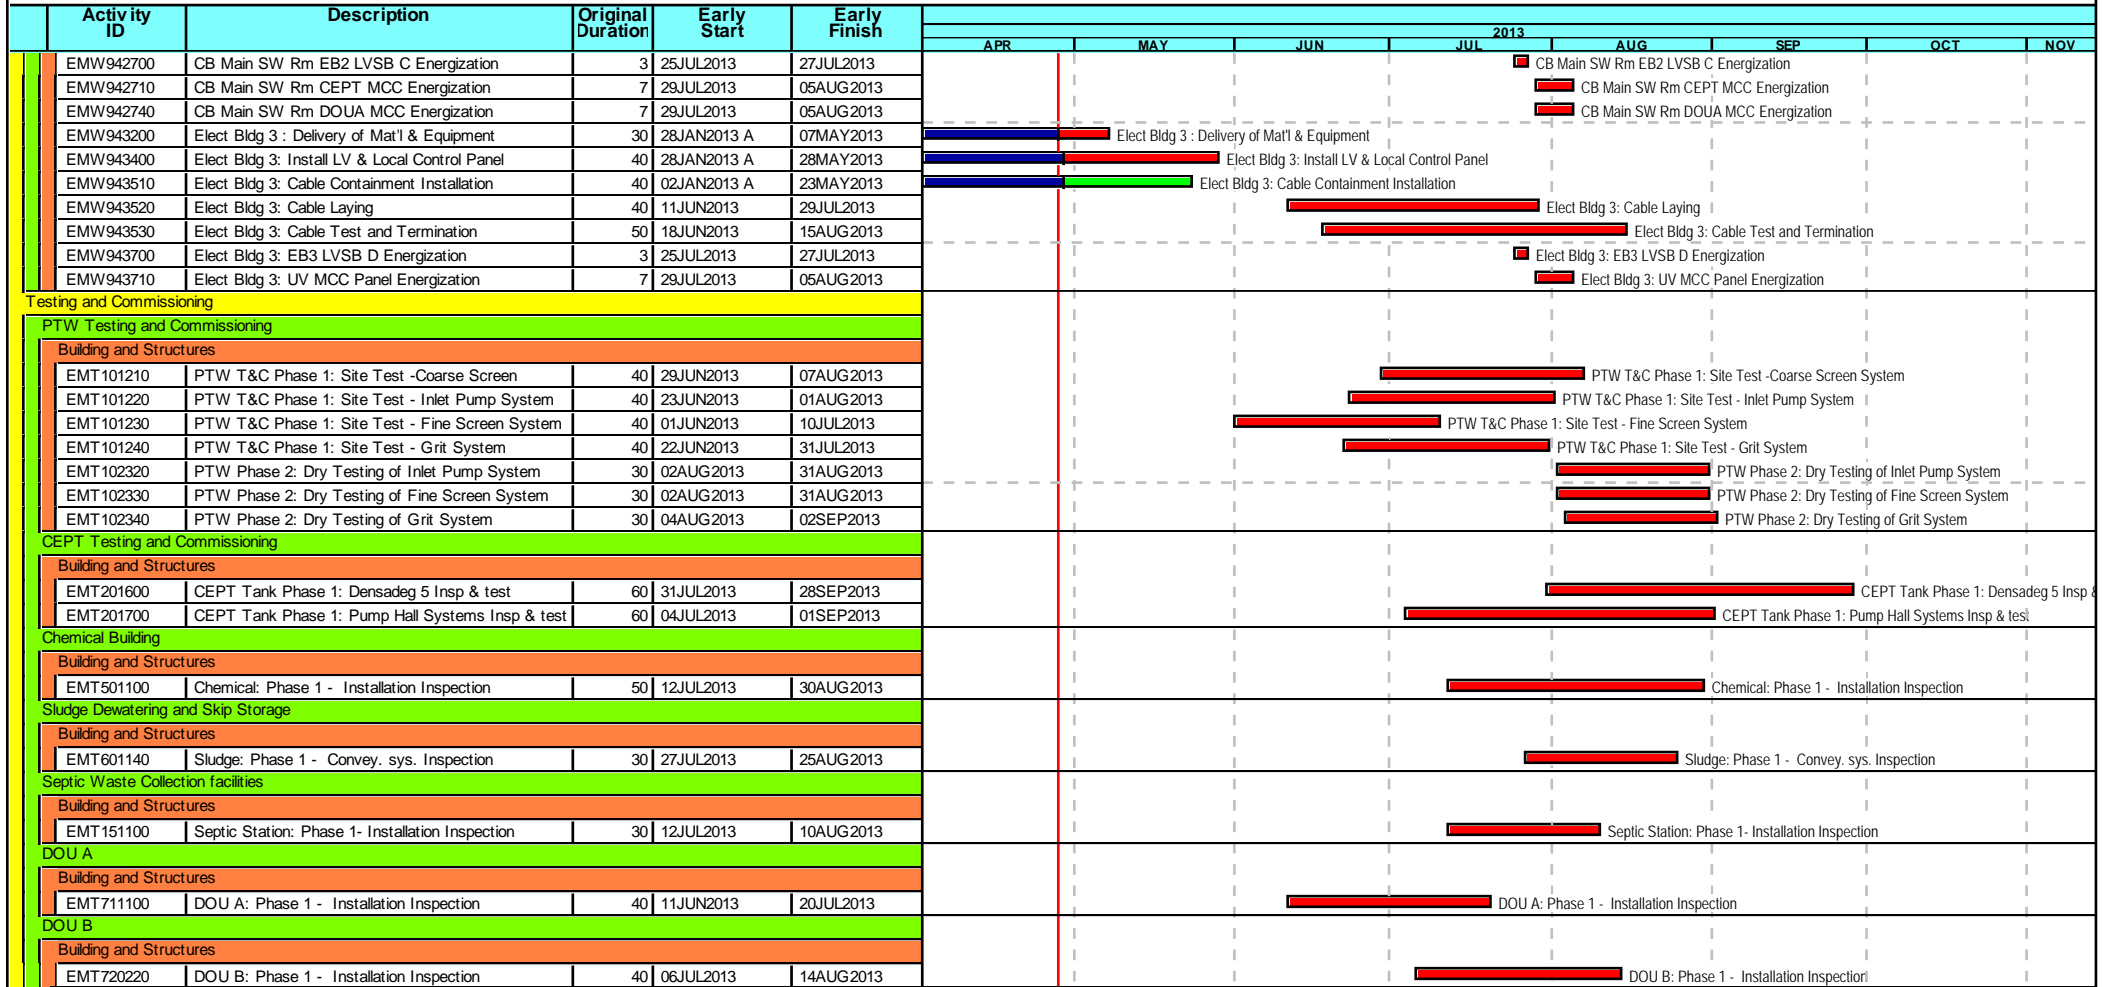 Activity ID Description Original Duration Early Start Early Finish
2013
APR MAY JUN JUL AUG SEP OCT NOV
EMW942700 CB Main SW Rm EB2 LVSB C Energization 3 25JUL2013 27JUL2013 CB Main SW Rm EB2 LVSB C Energization
EMW942710 CB Main SW Rm CEPT MCC Energization 7 29JUL2013 05AUG2013 CB Main SW Rm CEPT MCC Energization
EMW942740 CB Main SW Rm DOUA MCC Energization 7 29JUL2013 05AUG2013 CB Main SW Rm DOUA MCC Energization
EMW943200 Elect Bldg 3 : Delivery of Mat'l & Equipment 30 28JAN2013 A 07MAY2013 Elect Bldg 3 : Delivery of Mat'l & Equipment
EMW943400 Elect Bldg 3: Install LV & Local Control Panel 40 28JAN2013 A 28MAY2013 Elect Bldg 3: Install LV & Local Control Panel
EMW943510 Elect Bldg 3: Cable Containment Installation 40 02JAN2013 A 23MAY2013 Elect Bldg 3: Cable Containment Installation
EMW943520 Elect Bldg 3: Cable Laying 40 11JUN2013 29JUL2013 Elect Bldg 3: Cable Laying
EMW943530 Elect Bldg 3: Cable Test and Termination 50 18JUN2013 15AUG2013 Elect Bldg 3: Cable Test and Termination
EMW943700 Elect Bldg 3: EB3 LVSB D Energization 3 25JUL2013 27JUL2013 Elect Bldg 3: EB3 LVSB D Energization
EMW943710 Elect Bldg 3: UV MCC Panel Energization 7 29JUL2013 05AUG2013 Elect Bldg 3: UV MCC Panel Energization
Testing and Commissioning
PTW Testing and Commissioning
Building and Structures
EMT101210 PTW T&C Phase 1: Site Test -Coarse Screen 40 29JUN2013 07AUG2013 PTW T&C Phase 1: Site Test -Coarse Screen System
EMT101220 PTW T&C Phase 1: Site Test - Inlet Pump System 40 23JUN2013 01AUG2013 PTW T&C Phase 1: Site Test - Inlet Pump System
EMT101230 PTW T&C Phase 1: Site Test - Fine Screen System 40 01JUN2013 10JUL2013 PTW T&C Phase 1: Site Test - Fine Screen System
EMT101240 PTW T&C Phase 1: Site Test - Grit System 40 22JUN2013 31JUL2013 PTW T&C Phase 1: Site Test - Grit System
EMT102320 PTW Phase 2: Dry Testing of Inlet Pump System 30 02AUG2013 31AUG2013 PTW Phase 2: Dry Testing of Inlet Pump System
EMT102330 PTW Phase 2: Dry Testing of Fine Screen System 30 02AUG2013 31AUG2013 PTW Phase 2: Dry Testing of Fine Screen System
EMT102340 PTW Phase 2: Dry Testing of Grit System 30 04AUG2013 02SEP2013 PTW Phase 2: Dry Testing of Grit System
CEPT Testing and Commissioning
Building and Structures
EMT201600 CEPT Tank Phase 1: Densadeg 5 Insp & test 60 31JUL2013 28SEP2013 CEPT Tank Phase 1: Densadeg 5 Insp &
EMT201700 CEPT Tank Phase 1: Pump Hall Systems Insp & test 60 04JUL2013 01SEP2013 CEPT Tank Phase 1: Pump Hall Systems Insp & test
Chemical Building
Building and Structures
EMT501100 Chemical: Phase 1 - Installation Inspection 50 12JUL2013 30AUG2013 Chemical: Phase 1 - Installation Inspection
Sludge Dewatering and Skip Storage
Building and Structures
EMT601140 Sludge: Phase 1 - Convey. sys. Inspection 30 27JUL2013 25AUG2013 Sludge: Phase 1 - Convey. sys. Inspection
Septic Waste Collection facilities
Building and Structures
EMT151100 Septic Station: Phase 1- Installation Inspection 30 12JUL2013 10AUG2013 Septic Station: Phase 1- Installation Inspection
DOU A
Building and Structures
EMT711100 DOU A: Phase 1 - Installation Inspection 40 11JUN2013 20JUL2013 DOU A: Phase 1 - Installation Inspection
DOU B
Building and Structures
EMT720220 DOU B: Phase 1 - Installation Inspection 40 06JUL2013 14AUG2013 DOU B: Phase 1 - Installation Inspection